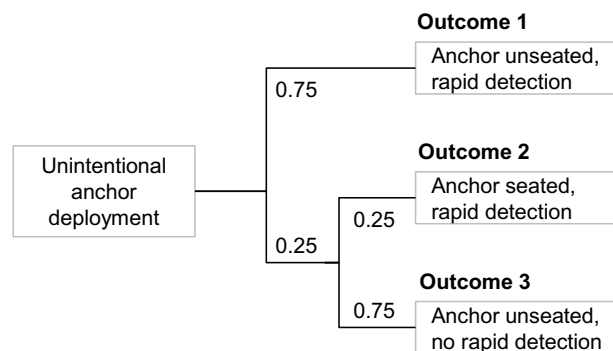 Outcome 1
Anchor unseated,
rapid detection
0.75
Unintentional
anchor
deployment
Outcome 2
Anchor seated,
rapid detection
0.25
0.25
Outcome 3
0.75
Anchor unseated,
no rapid detection